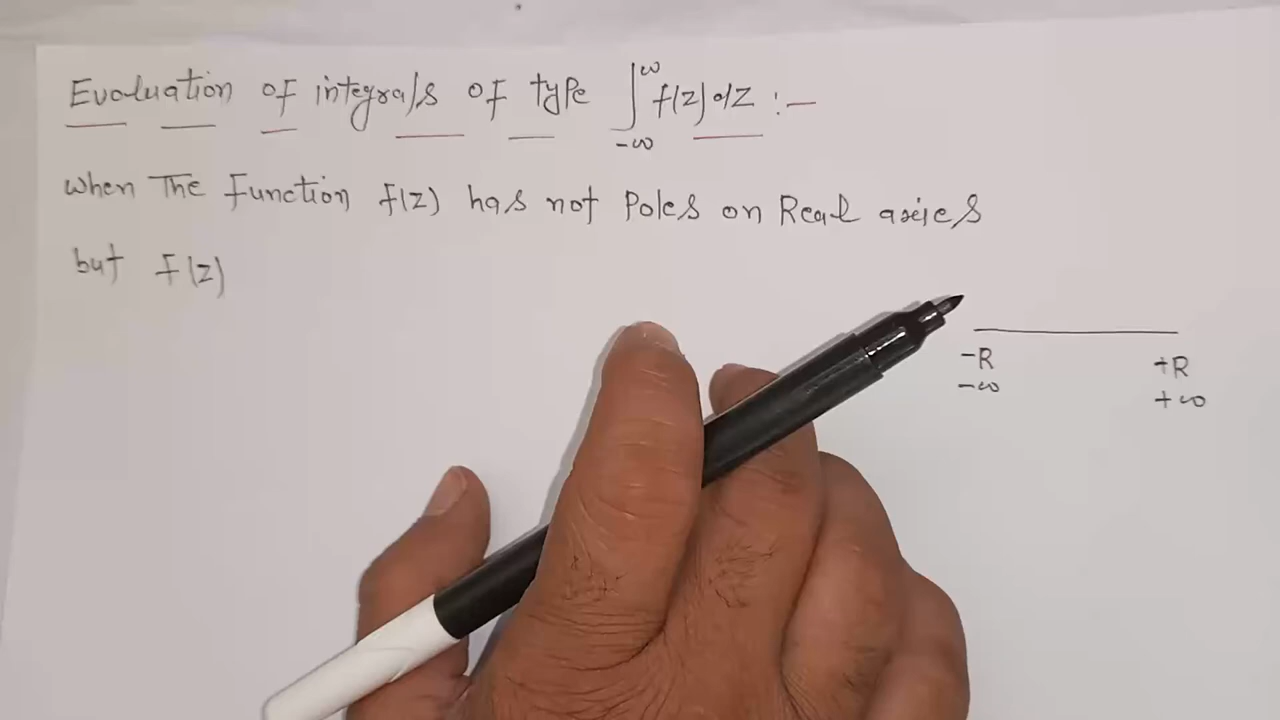 Evaluation of integrals of type ∫_{-∞}^{∞} f(z) dz :-
when The Function f(z) has not Poles on Real axies
but f(z)
-R +R
-∞ +∞